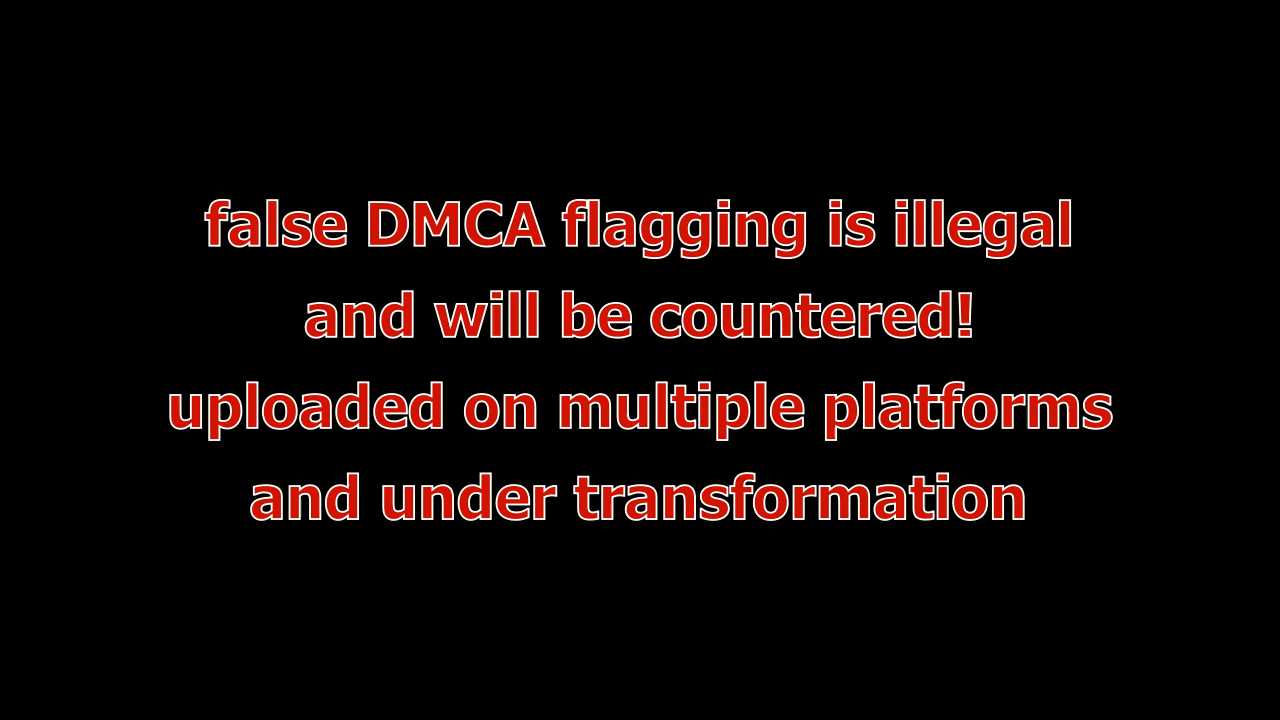 false DMCA flagging is illegal
and will be countered!
uploaded on multiple platforms
and under transformation